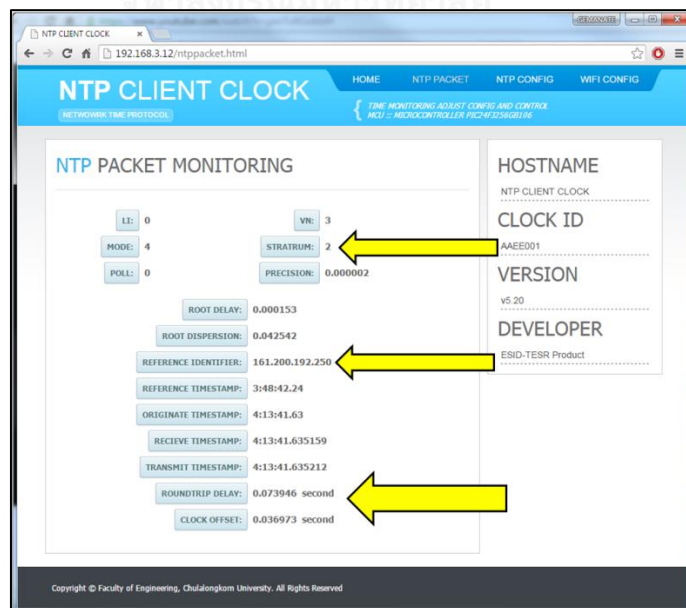 GEMANATE
NTP CLIENT CLOCK
192.168.3.12/ntppacket.html
NTP CLIENT CLOCK
NETWOWRK TIME PROTOCOL
HOME NTP PACKET NTP CONFIG WIFI CONFIG
{ TIME MONITORING ADJUST CONFIG AND CONTROL
MCU :: MICROCONTROLLER PIC24FJ256GB106
NTP PACKET MONITORING
LI: 0 VN: 3
MODE: 4 STRATRUM: 2
POLL: 0 PRECISION: 0.000002
ROOT DELAY: 0.000153
ROOT DISPERSION: 0.042542
REFERENCE IDENTIFIER: 161.200.192.250
REFERENCE TIMESTAMP: 3:48:42.24
ORIGINATE TIMESTAMP: 4:13:41.63
RECIEVE TIMESTAMP: 4:13:41.635159
TRANSMIT TIMESTAMP: 4:13:41.635212
ROUNDTRIP DELAY: 0.073946 second
CLOCK OFFSET: 0.036973 second
HOSTNAME
NTP CLIENT CLOCK
CLOCK ID
AAEE001
VERSION
v5.20
DEVELOPER
ESID-TESR Product
Copyright © Faculty of Engineering, Chulalongkorn University. All Rights Reserved